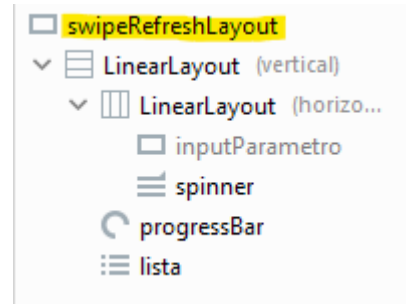 swipeRefreshLayout
LinearLayout (vertical)
LinearLayout (horizo...
inputParametro
spinner
progressBar
lista